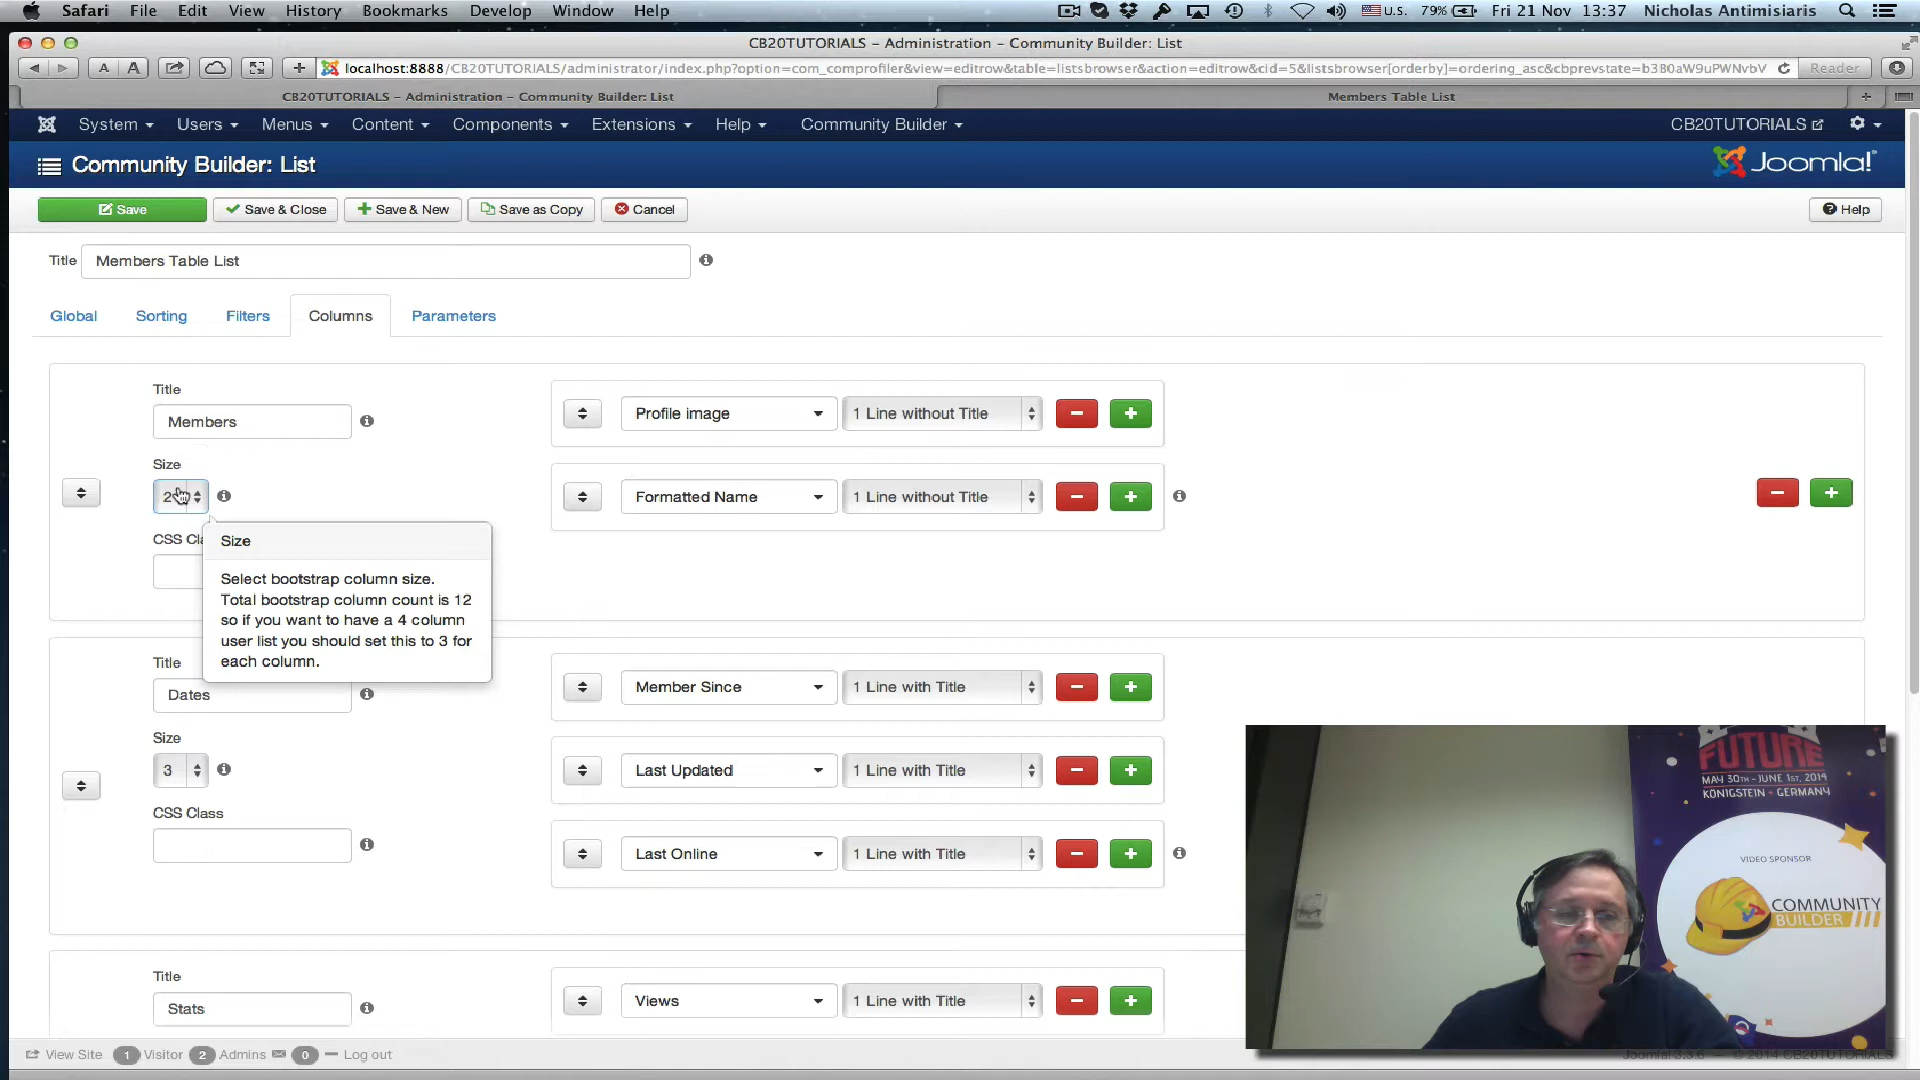 Safari File Edit View History Bookmarks Develop Window Help U.S. 79% Fri 21 Nov 13:37 Nicholas Antimisiaris
CB20TUTORIALS – Administration – Community Builder: List
A A localhost:8888/CB20TUTORIALS/administrator/index.php?option=com_comprofiler&view=editrow&table=listsbrowser&action=editrow&cid=5&listsbrowser[orderby]=ordering_asc&cbprevstate=b3B0aW9uPWNvbV Reader
CB20TUTORIALS – Administration – Community Builder: List Members Table List
System Users Menus Content Components Extensions Help Community Builder CB20TUTORIALS
Community Builder: List Joomla!
Save Save & Close Save & New Save as Copy Cancel Help
Title Members Table List
Global Sorting Filters Columns Parameters
Title
Members
Profile image 1 Line without Title
Size
2
Formatted Name 1 Line without Title
CSS Cla
Size
Select bootstrap column size.
Total bootstrap column count is 12
so if you want to have a 4 column
user list you should set this to 3 for
each column.
Title
Dates
Member Since 1 Line with Title
Size
3
Last Updated 1 Line with Title
CSS Class
Last Online 1 Line with Title
Title
Stats
Views 1 Line with Title
FUTURE
MAY 30TH - JUNE 1ST, 2014
KÖNIGSTEIN + GERMANY
VIDEO SPONSOR
COMMUNITY
BUILDER
View Site 1 Visitor 2 Admins 0 Log out
Joomla! 3.3.6 — © 2014 CB20TUTORIALS